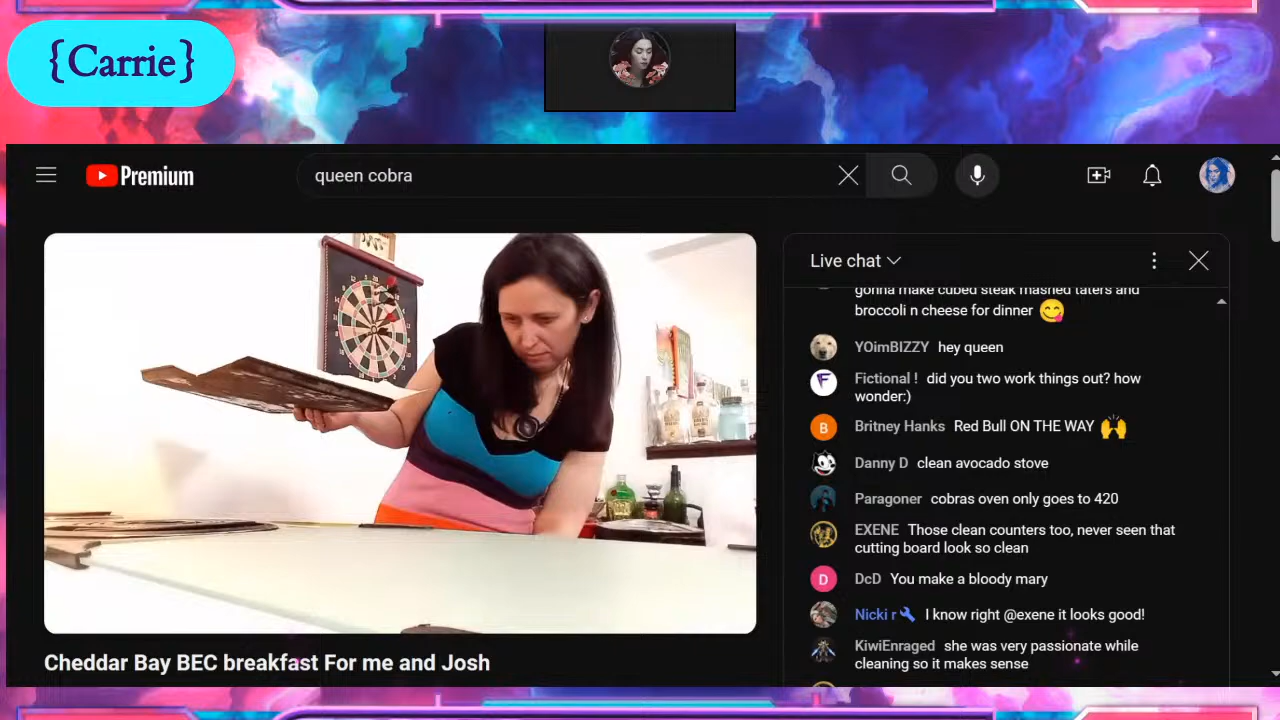 {Carrie}
Premium
queen cobra
Live chat
gonna make cubed steak mashed taters and
broccoli n cheese for dinner
YOimBIZZY hey queen
Fictional ! did you two work things out? how
wonder:)
Britney Hanks Red Bull ON THE WAY
Danny D clean avocado stove
Paragoner cobras oven only goes to 420
EXENE Those clean counters too, never seen that
cutting board look so clean
DcD You make a bloody mary
Nicki r I know right @exene it looks good!
KiwiEnraged she was very passionate while
cleaning so it makes sense
Cheddar Bay BEC breakfast For me and Josh